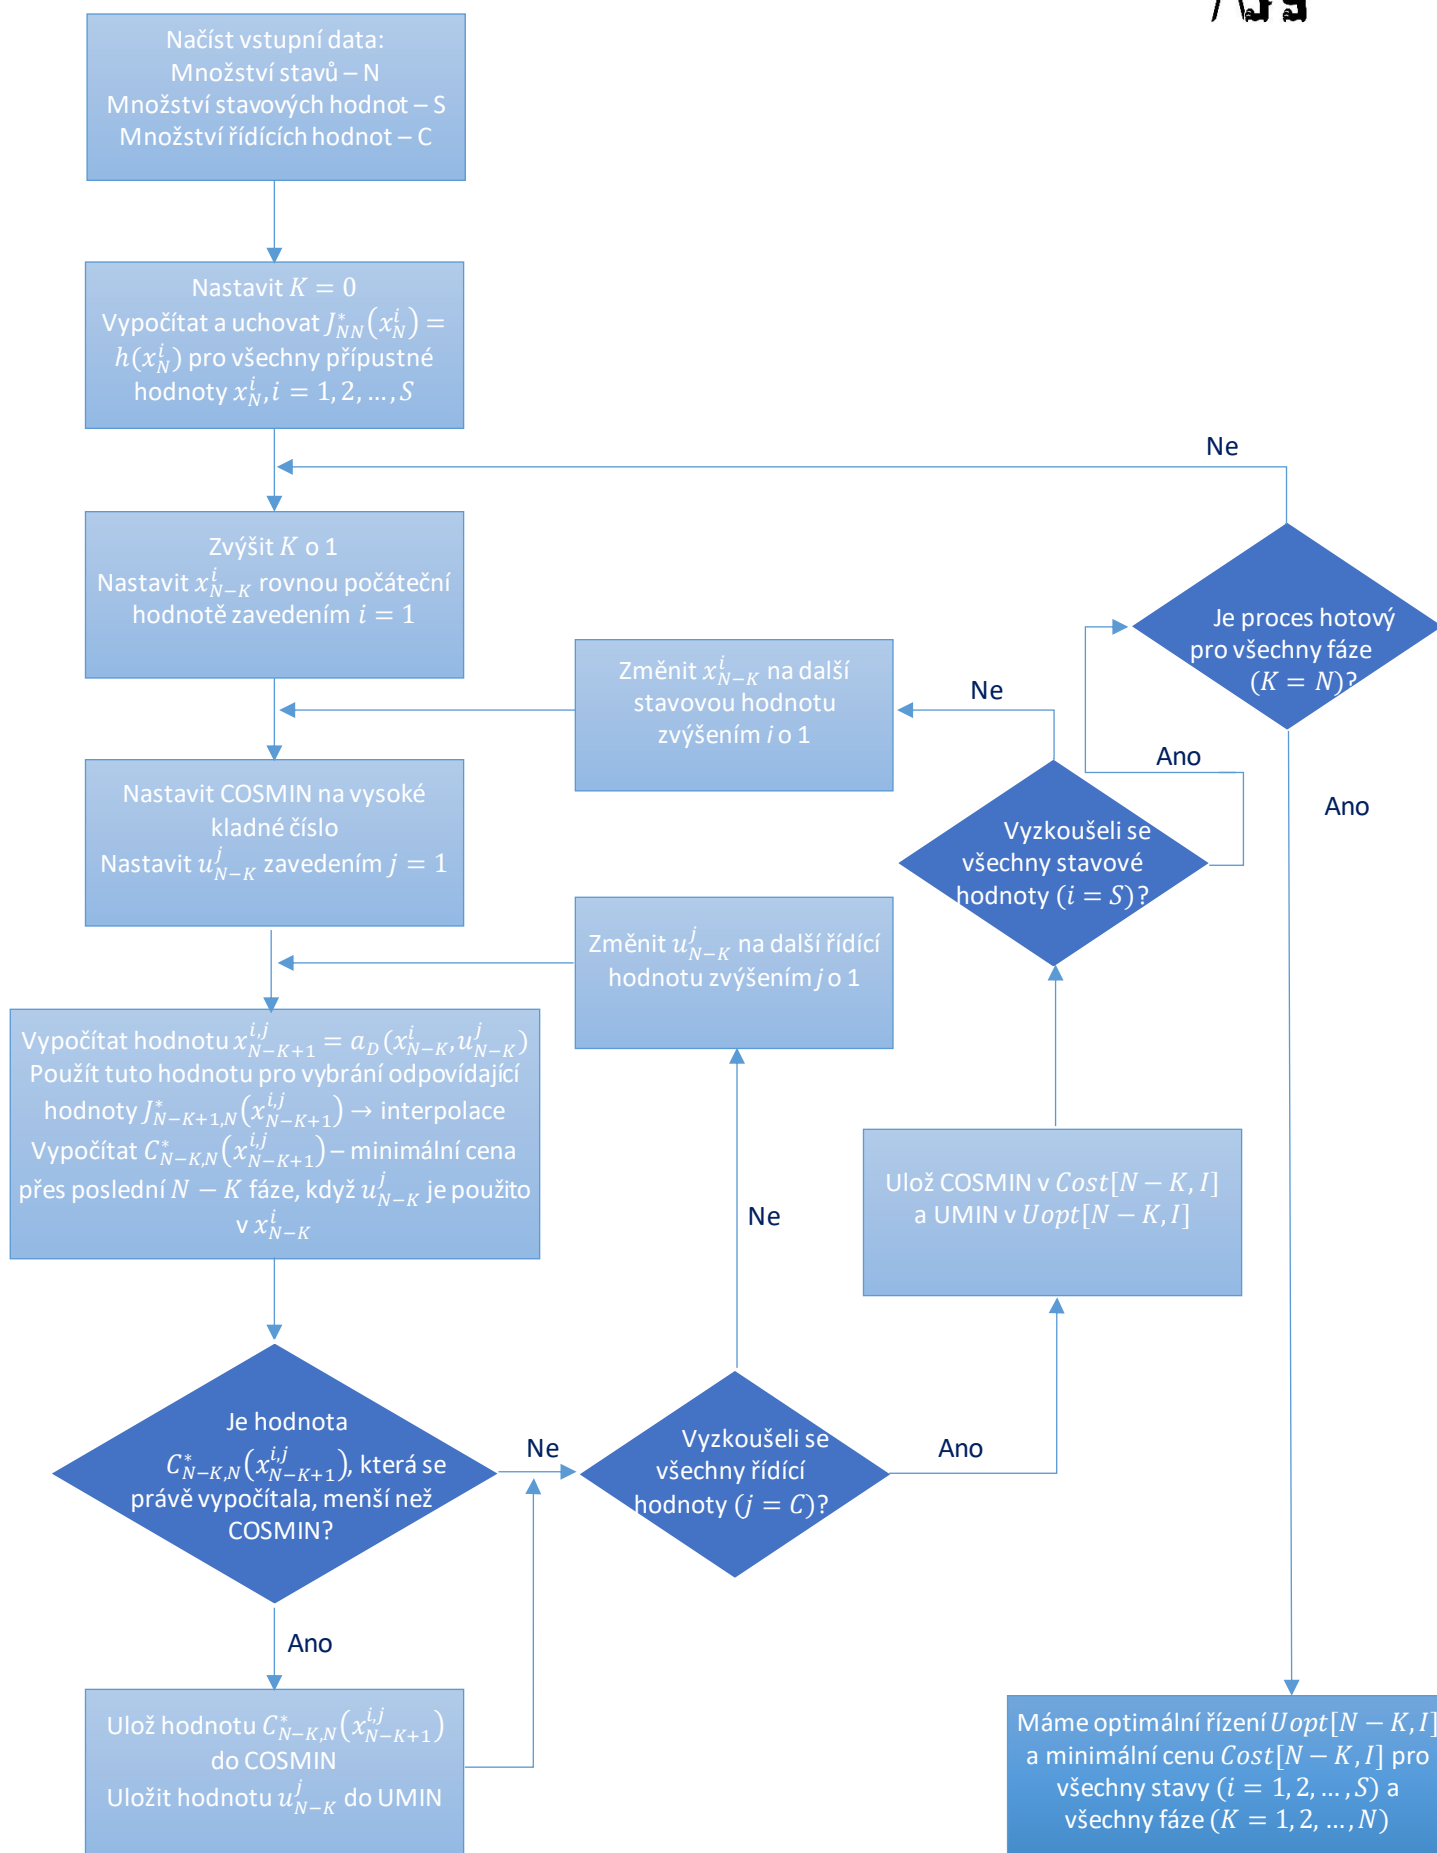 Načíst vstupní data:
Množství stavů – N
Množství stavových hodnot – S
Množství řídících hodnot – C
Nastavit K = 0
Vypočítat a uchovat J*_{NN}(x^i_N) =
h(x^i_N) pro všechny přípustné
hodnoty x^i_N, i = 1, 2, …, S
Ne
Zvýšit K o 1
Nastavit x^i_{N−K} rovnou počáteční
hodnotě zavedením i = 1
Je proces hotový
pro všechny fáze
(K = N)?
Změnit x^i_{N−K} na další
stavovou hodnotu
zvýšením i o 1
Ne
Ano
Ano
Nastavit COSMIN na vysoké
kladné číslo
Nastavit u^j_{N−K} zavedením j = 1
Vyzkoušeli se
všechny stavové
hodnoty (i = S)?
Změnit u^j_{N−K} na další řídící
hodnotu zvýšením j o 1
Vypočítat hodnotu x^{i,j}_{N−K+1} = a_D(x^i_{N−K}, u^j_{N−K})
Použít tuto hodnotu pro vybrání odpovídající
hodnoty J*_{N−K+1,N}(x^{i,j}_{N−K+1}) → interpolace
Vypočítat C*_{N−K,N}(x^{i,j}_{N−K+1}) – minimální cena
přes poslední N − K fáze, když u^j_{N−K} je použito
v x^i_{N−K}
Ne
Ulož COSMIN v Cost[N − K, I]
a UMIN v Uopt[N − K, I]
Je hodnota
C*_{N−K,N}(x^{i,j}_{N−K+1}), která se
právě vypočítala, menší než
COSMIN?
Ne
Vyzkoušeli se
všechny řídící
hodnoty (j = C)?
Ano
Ano
Ulož hodnotu C*_{N−K,N}(x^{i,j}_{N−K+1})
do COSMIN
Uložit hodnotu u^j_{N−K} do UMIN
Máme optimální řízení Uopt[N − K, I]
a minimální cenu Cost[N − K, I] pro
všechny stavy (i = 1, 2, … , S) a
všechny fáze (K = 1, 2, …, N)